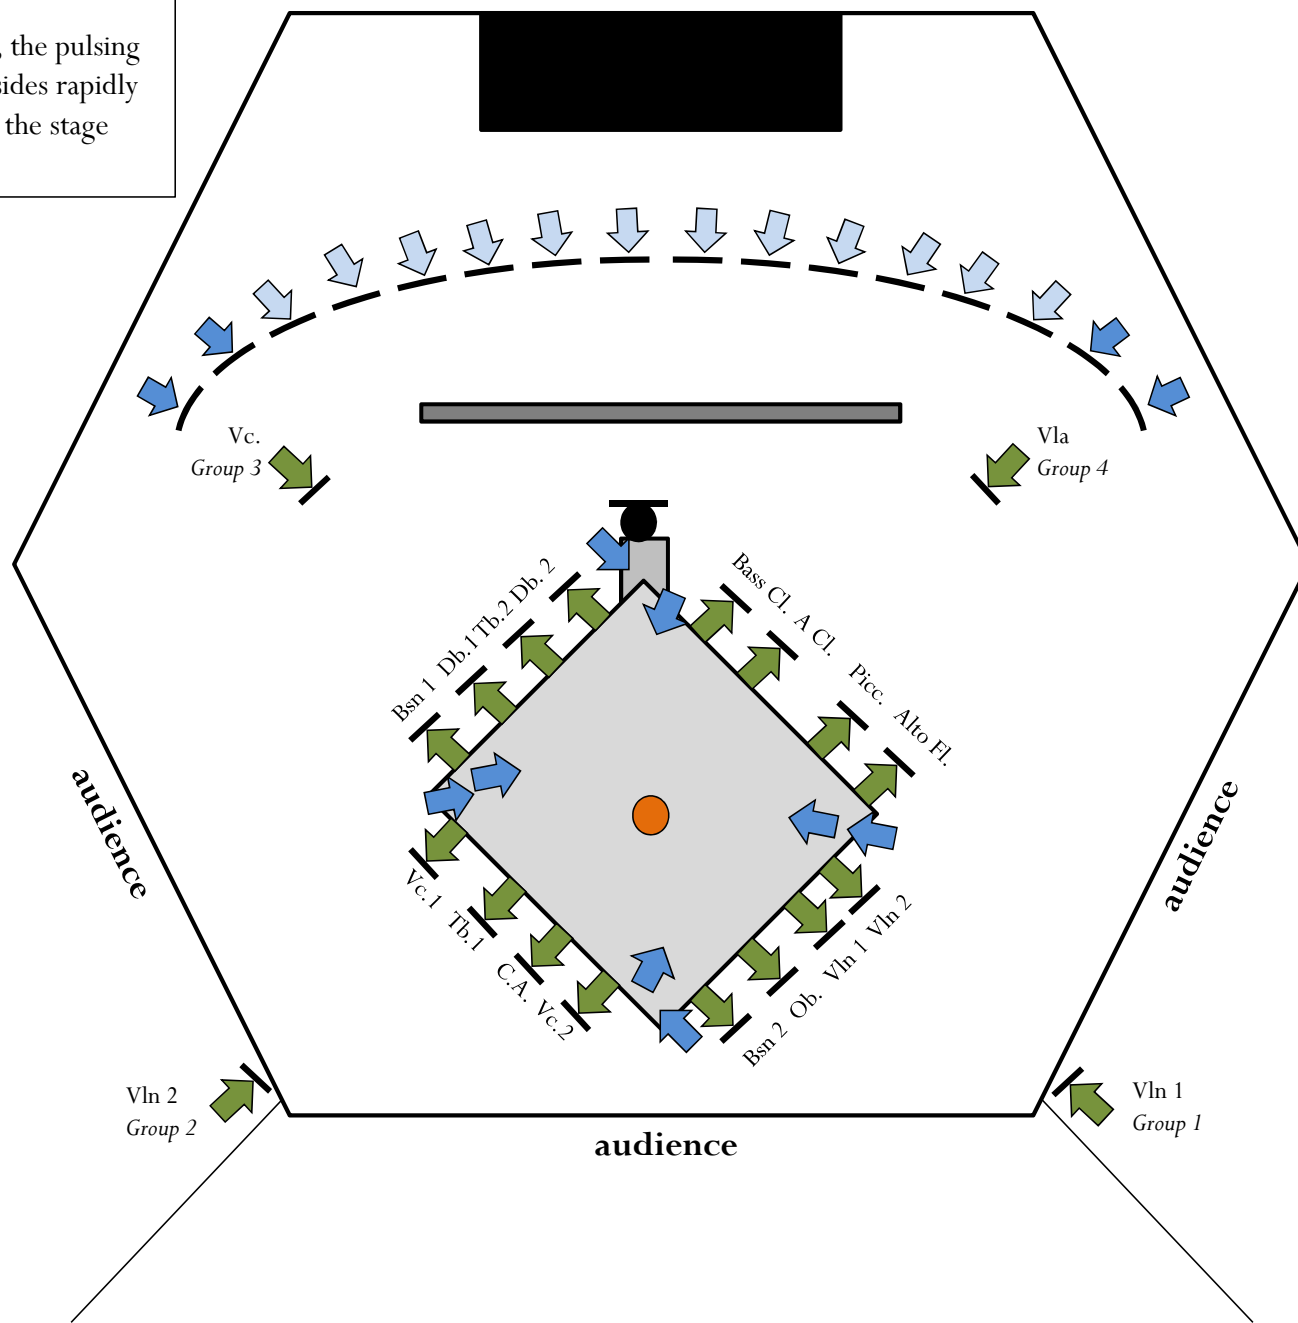 , the pulsing
sides rapidly
the stage
Vc.
Group 3
Vla
Group 4
Bsn 1 Db.1 Tb.2 Db. 2
Bass Cl. A Cl. Picc. Alto Fl.
Vc.1 Tb.1 C.A. Vc.2
Bsn 2 Ob. Vln 1 Vln 2
audience
audience
Vln 2
Group 2
Vln 1
Group 1
audience